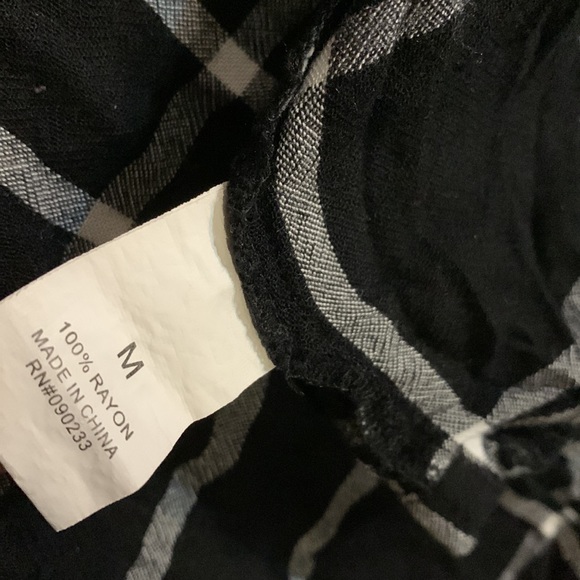 M
100% RAYON
MADE IN CHINA
RN#090233